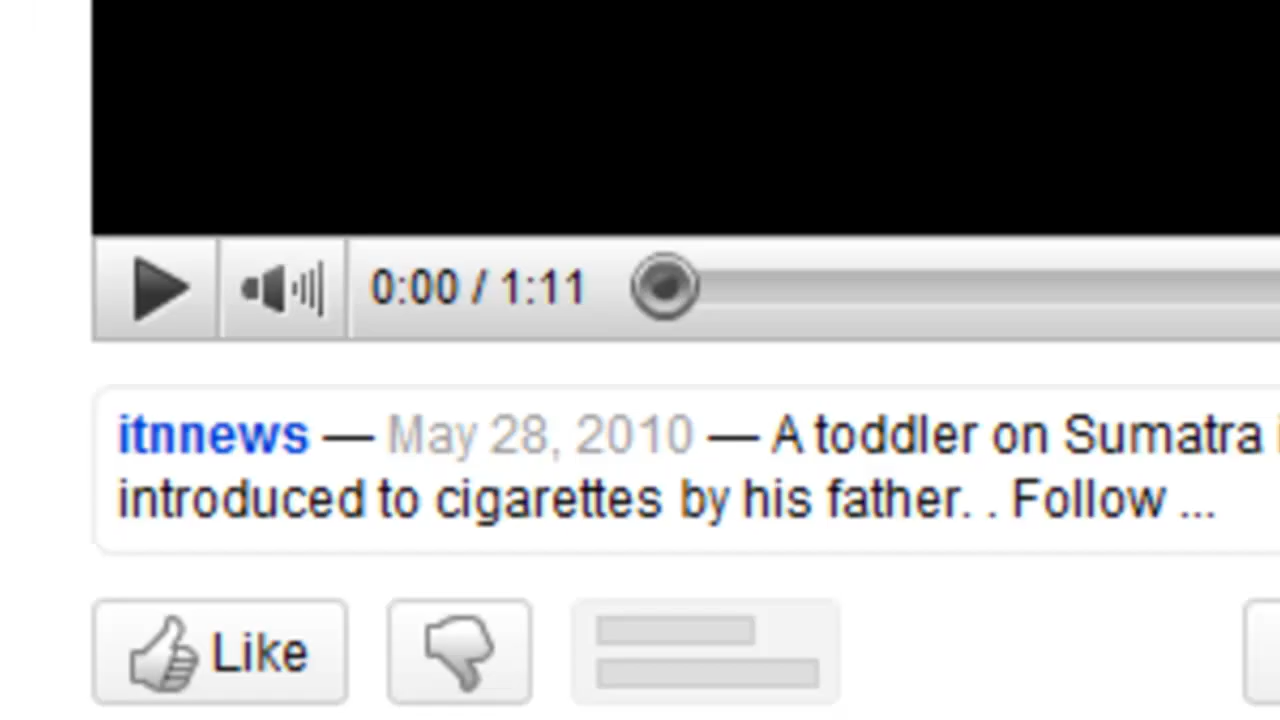 0:00 / 1:11
itnnews — May 28, 2010 — A toddler on Sumatra
introduced to cigarettes by his father. . Follow ...
Like